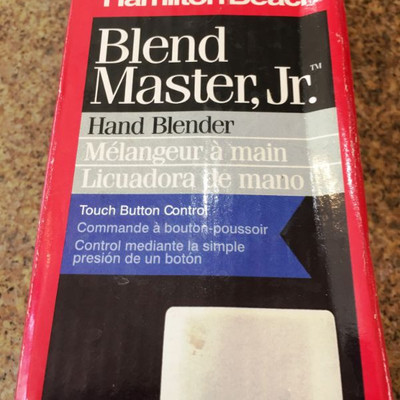 Hamilton Beach
Blend
Master, Jr.™
Hand Blender
Mélangeur à main
Licuadora de mano
Touch Button Control
Commande à bouton-poussoir
Control mediante la simple
presión de un botón